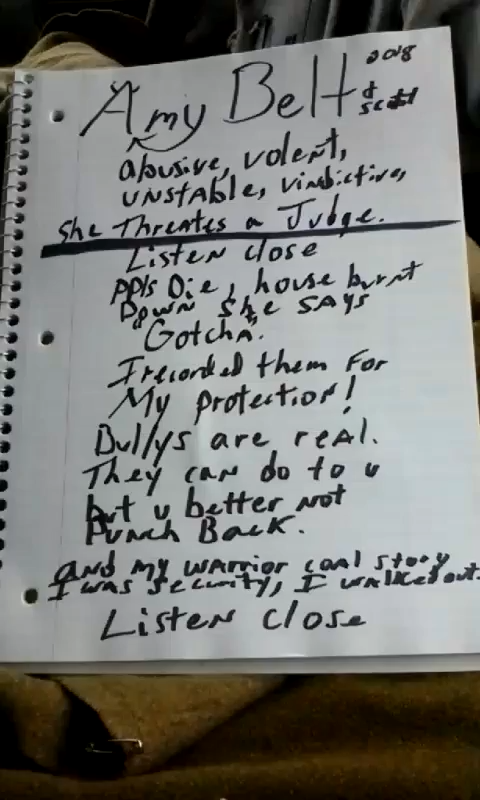 2018
Amy Belt
& scott
abusive, volent,
unstable, vindictive,
she Threates a Judge.
Listen close
ppls Die, house burnt
Down she says
"Gotcha."
I recorded them for
My protection!
Bullys are real.
They can do to u
but u better not
Punch Back.
and my warrior coal story
I was security, I walked out.
Listen close